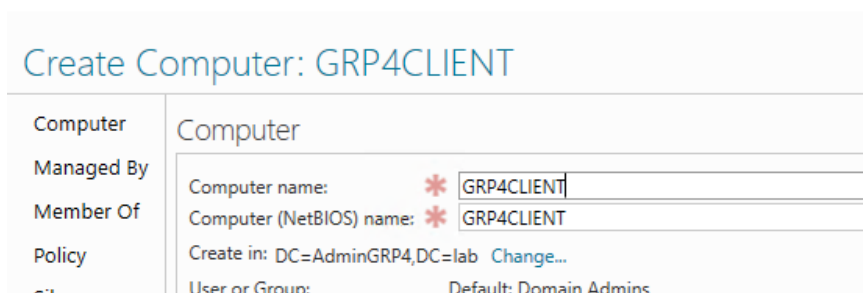 Create Computer: GRP4CLIENT
Computer
Managed By
Member Of
Policy
Computer
Computer name: * GRP4CLIENT
Computer (NetBIOS) name: * GRP4CLIENT
Create in: DC=AdminGRP4,DC=lab Change...
User or Group: Default: Domain Admins